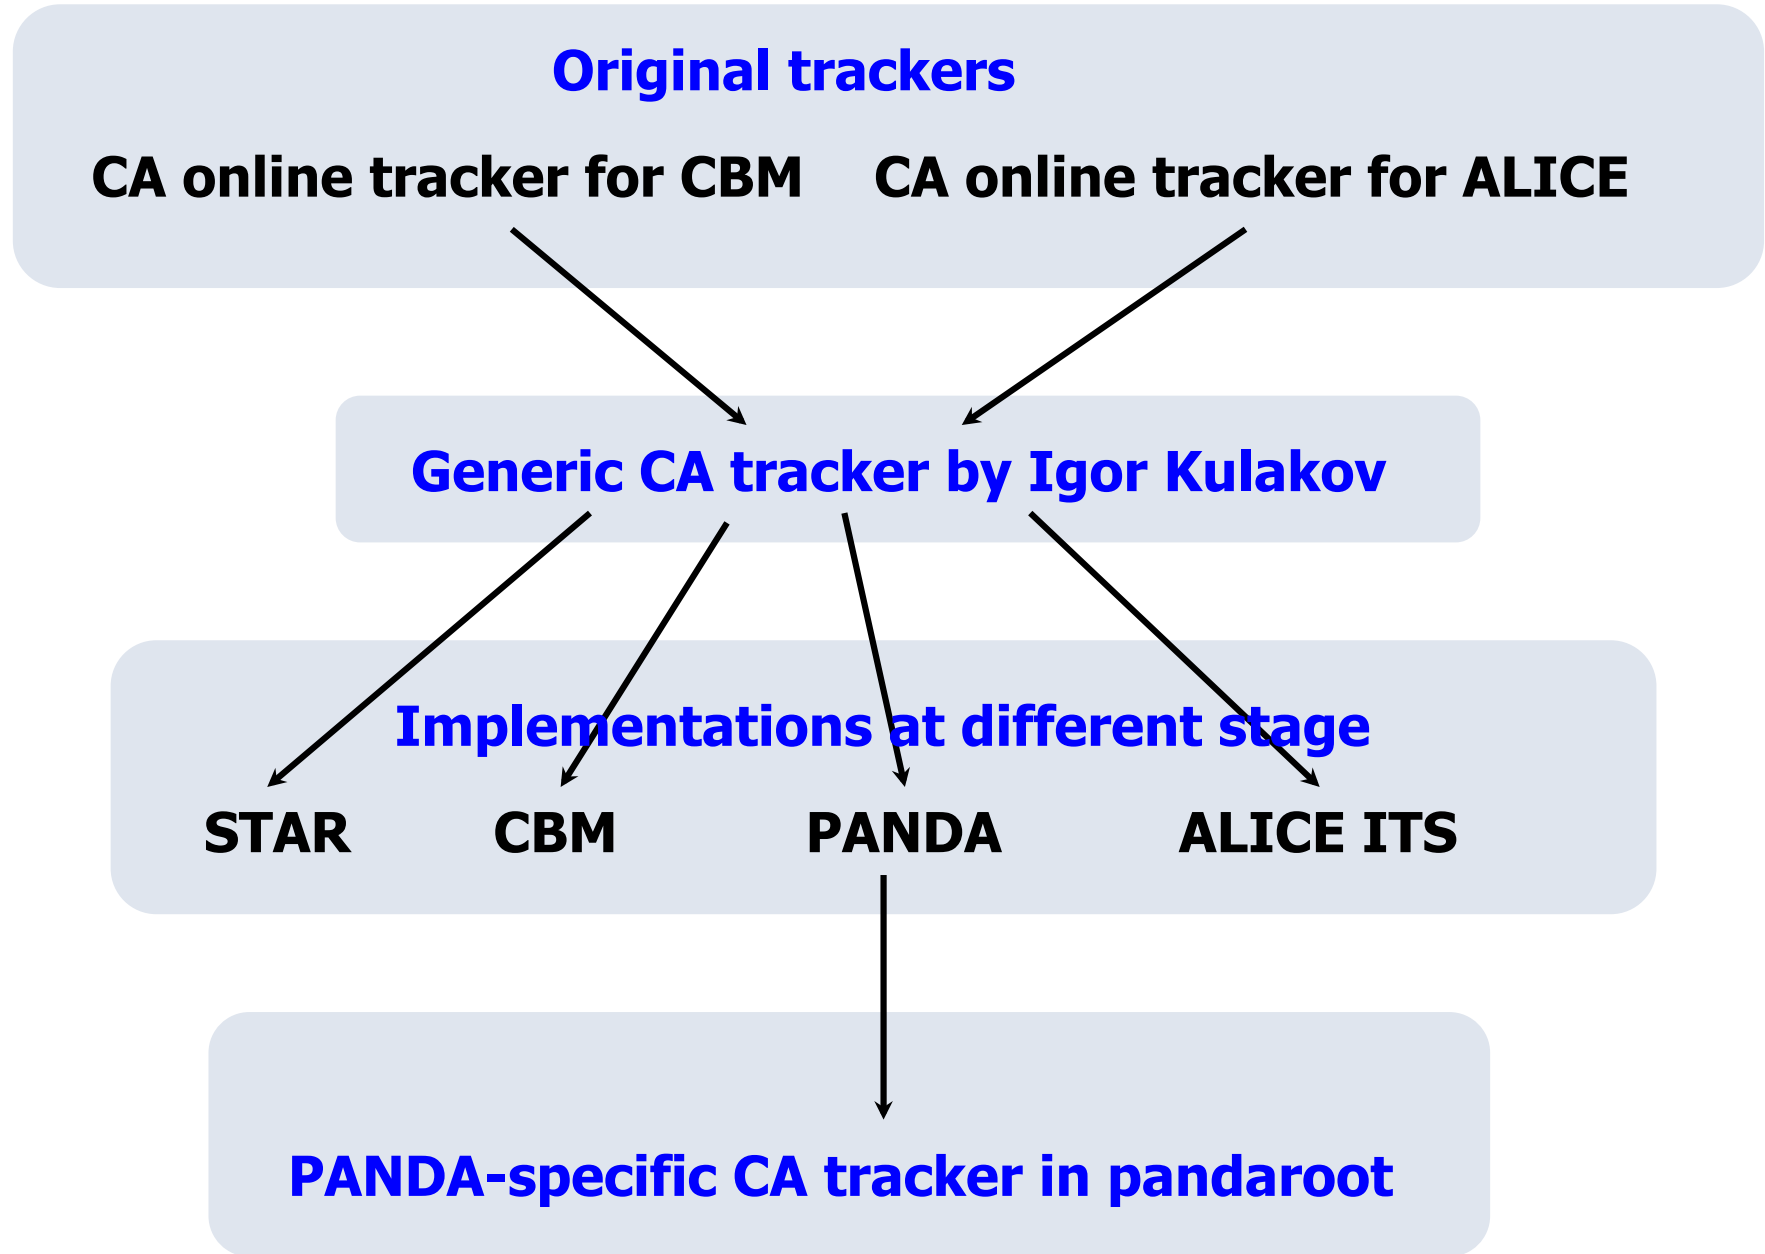 Original trackers
CA online tracker for CBM CA online tracker for ALICE
Generic CA tracker by Igor Kulakov
Implementations at different stage
STAR CBM PANDA ALICE ITS
PANDA-specific CA tracker in pandaroot